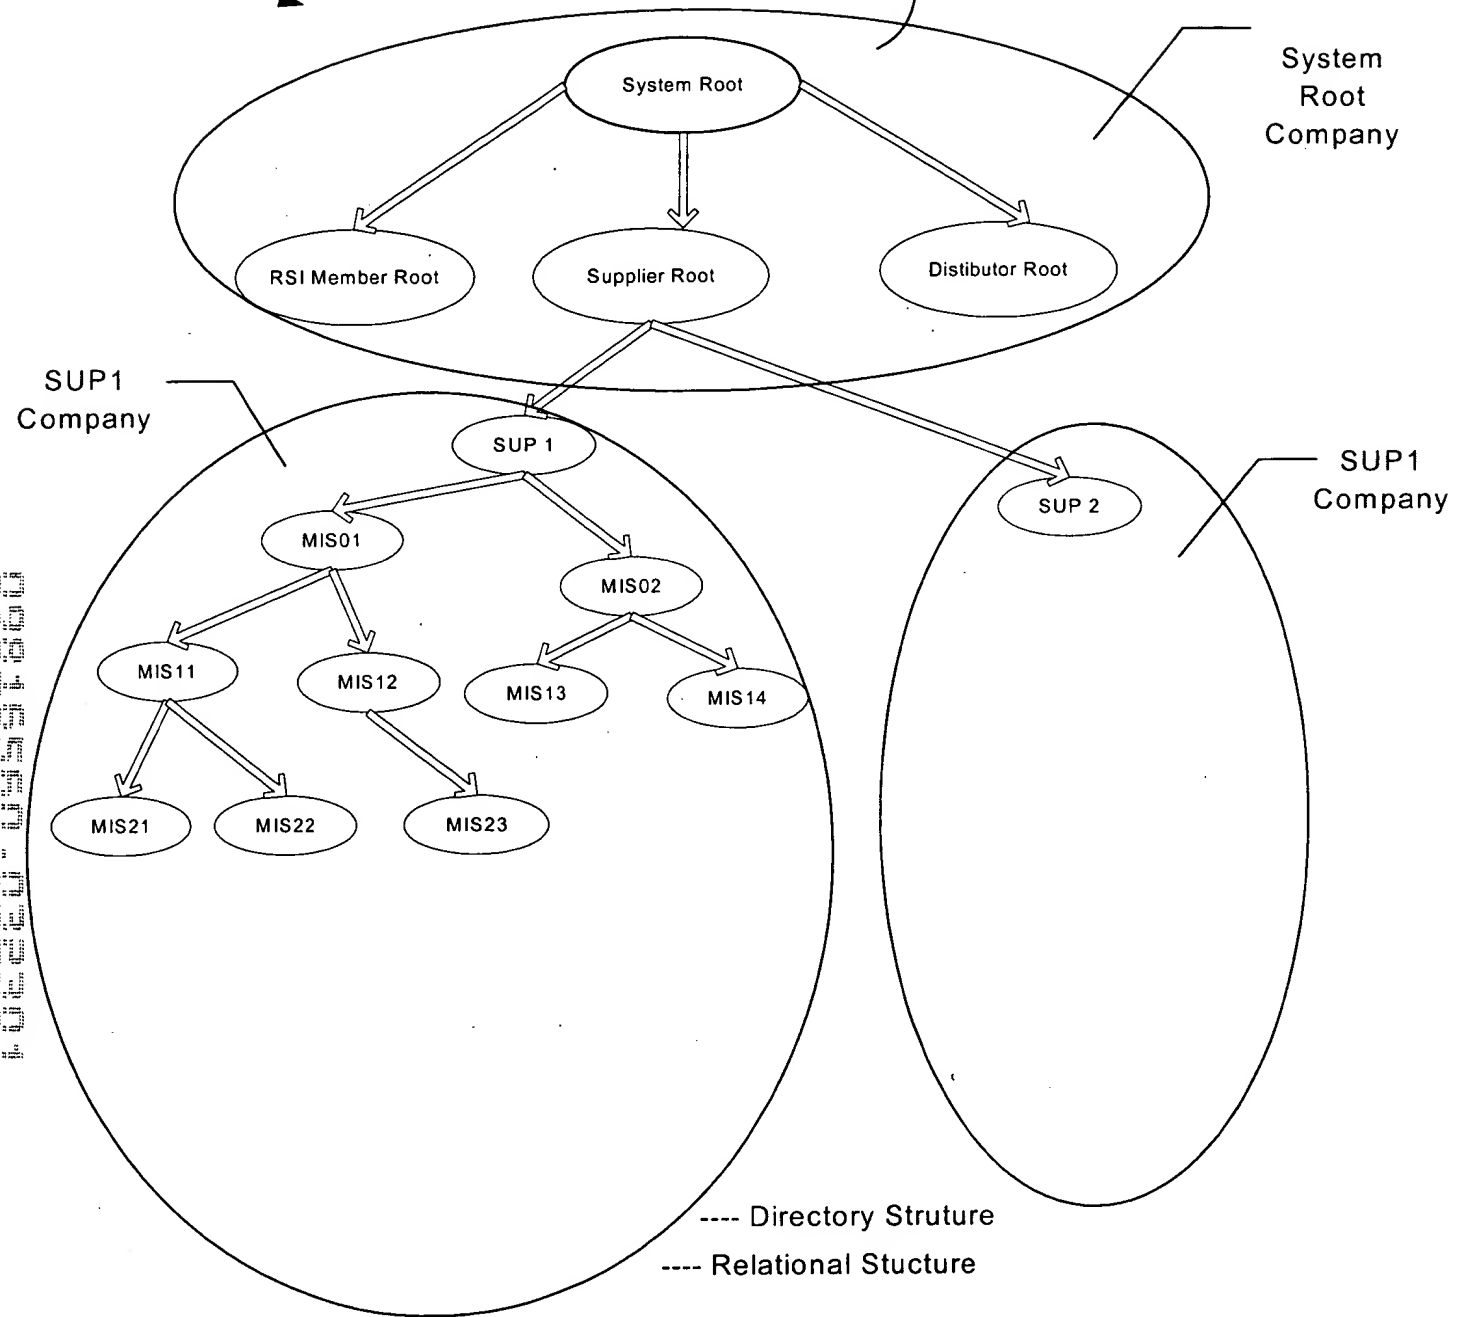 System Root
System
Root
Company
RSI Member Root
Supplier Root
Distibutor Root
SUP1
Company
SUP 1
SUP1
Company
SUP 2
MIS01
MIS02
MIS11
MIS12
MIS13
MIS14
MIS21
MIS22
MIS23
---- Directory Struture
---- Relational Stucture